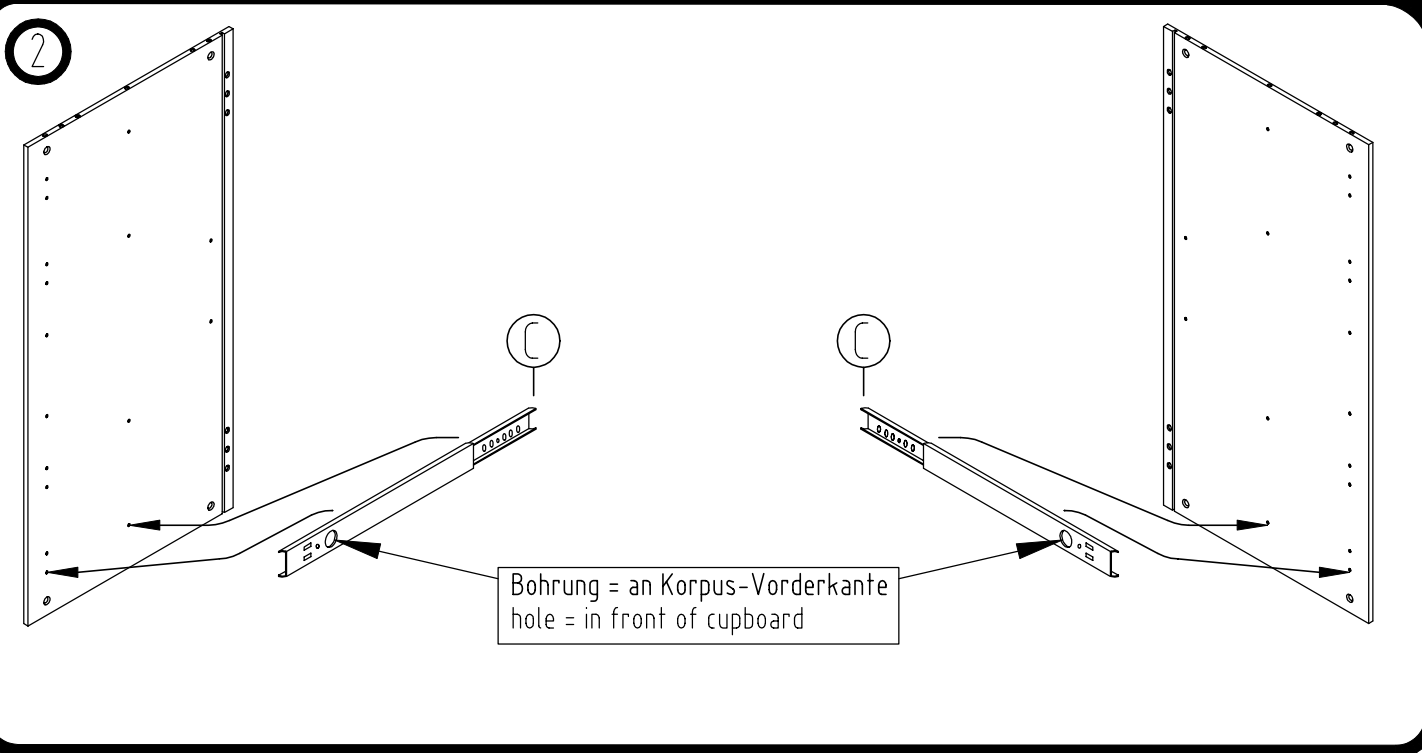 2
C
C
Bohrung = an Korpus-Vorderkante
hole = in front of cupboard